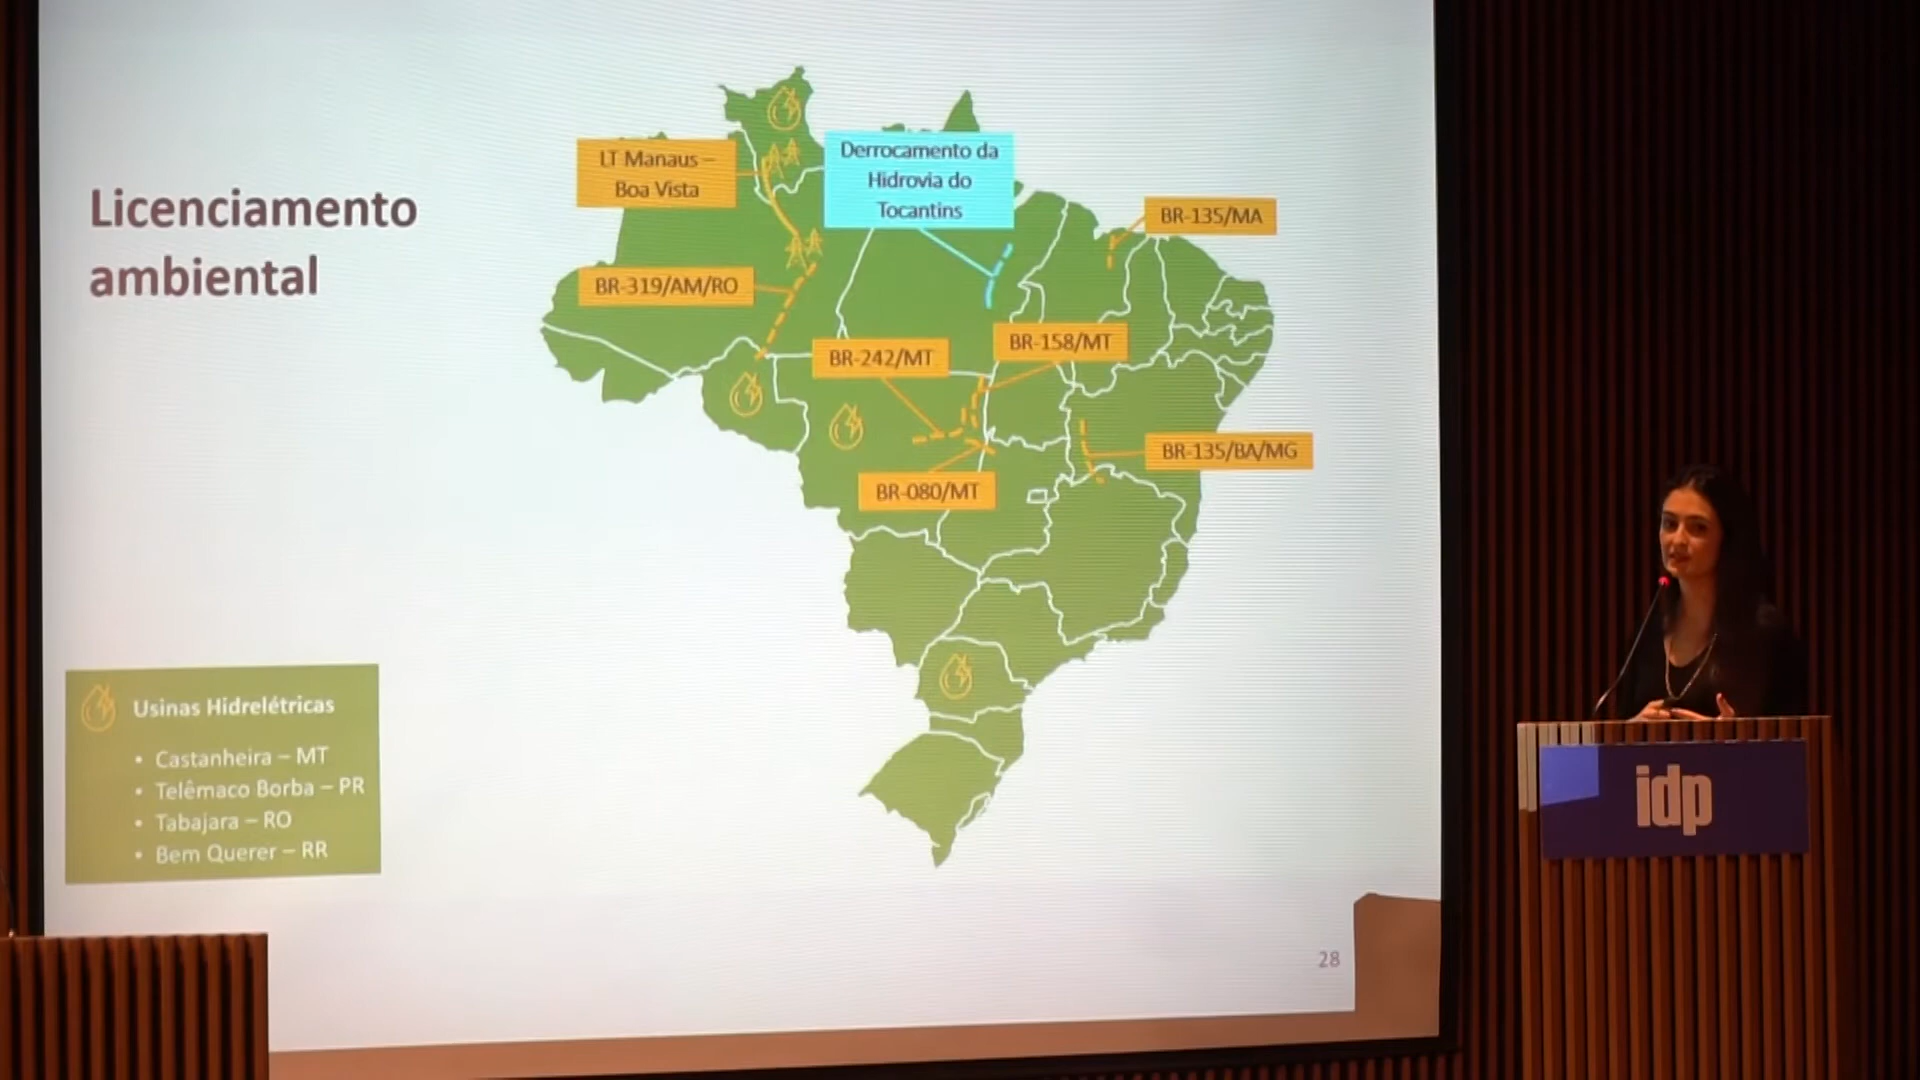 Licenciamento
ambiental
LT Manaus –
Boa Vista
Derrocamento da
Hidrovia do
Tocantins
BR-135/MA
BR-319/AM/RO
BR-242/MT
BR-158/MT
BR-135/BA/MG
BR-080/MT
Usinas Hidrelétricas
• Castanheira – MT
• Telêmaco Borba – PR
• Tabajara – RO
• Bem Querer – RR
28
idp